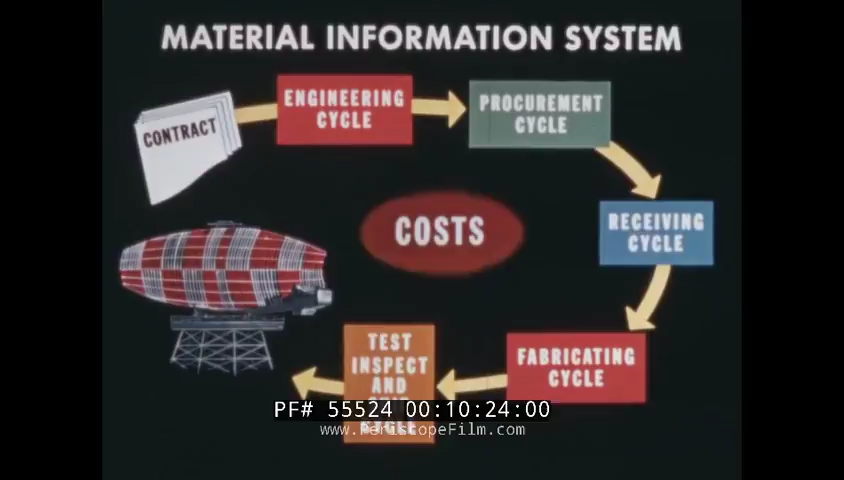 MATERIAL INFORMATION SYSTEM
CONTRACT
ENGINEERING
CYCLE
PROCUREMENT
CYCLE
RECEIVING
CYCLE
COSTS
FABRICATING
CYCLE
TEST
INSPECT
AND
CYCLE
PF# 55524 00:10:24:00
www.PeriscopeFilm.com